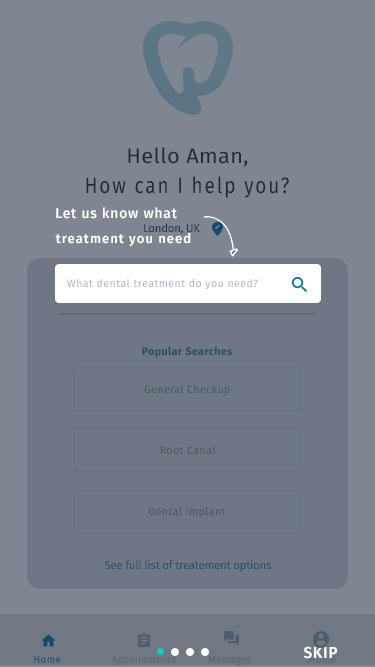 Hello Aman,
How can I help you?
Let us know what
London, UK
treatment you need
What dental treatment do you need?
Popular Searches
General Checkup
Root Canal
Dental Implant
See full list of treatement options
SKIP
Home
Appointments
Messages
Profile